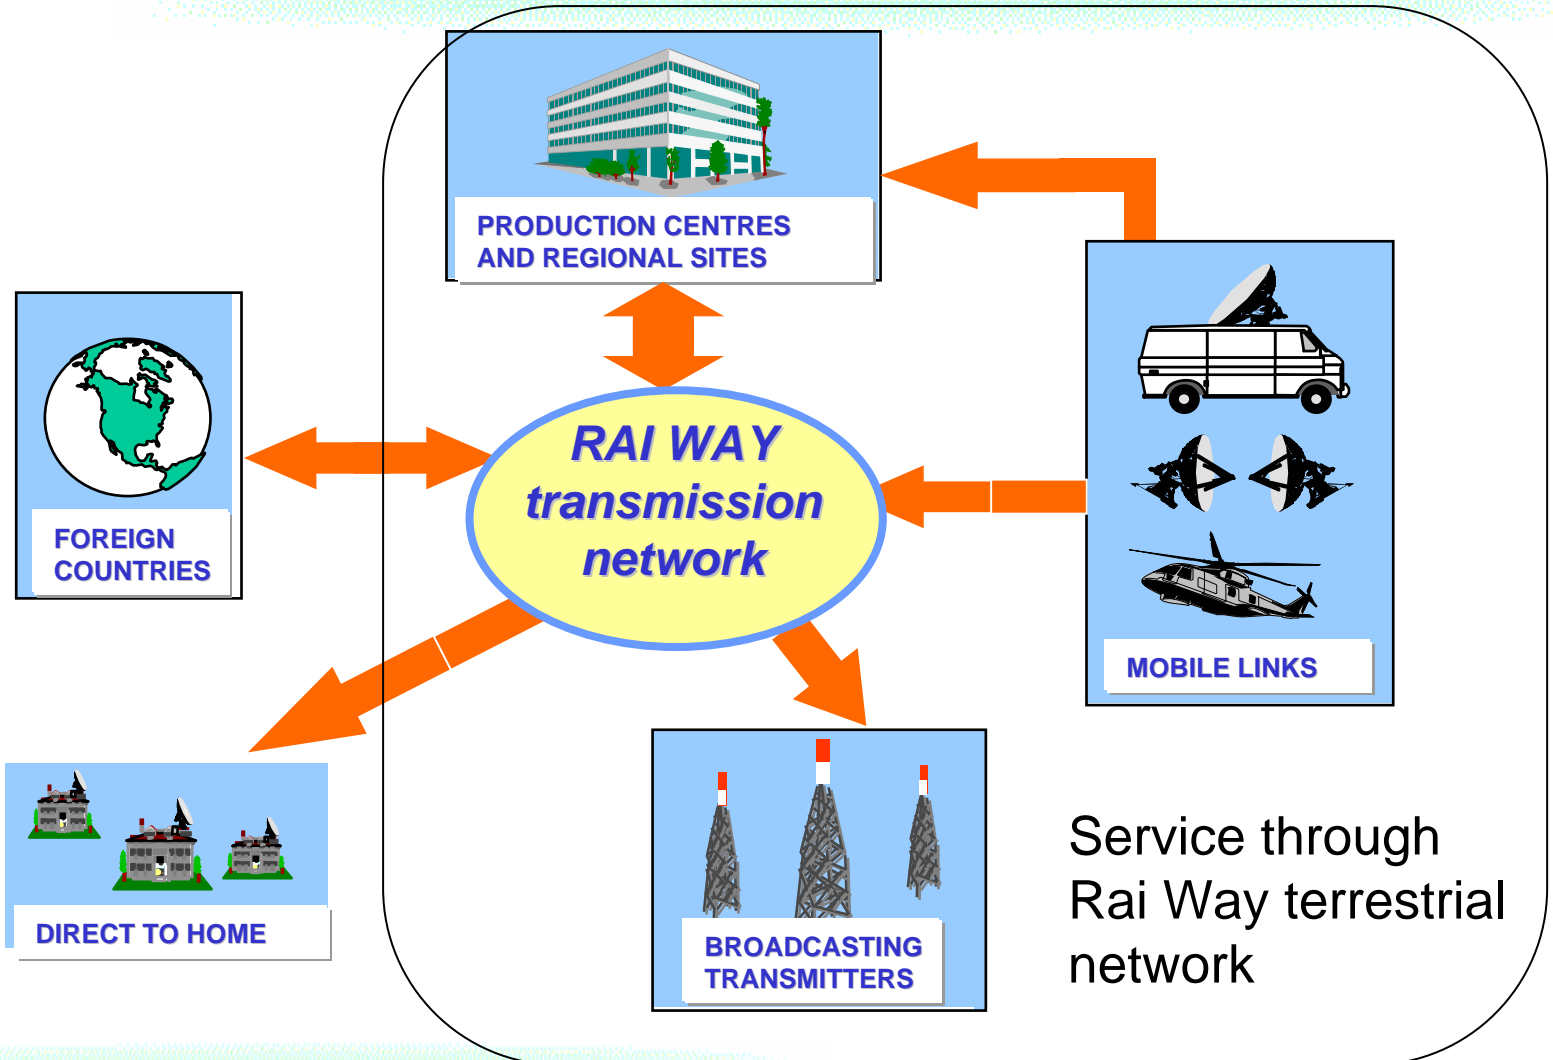 PRODUCTION CENTRES
AND REGIONAL SITES
FOREIGN
COUNTRIES
RAI WAY
transmission
network
MOBILE LINKS
DIRECT TO HOME
BROADCASTING
TRANSMITTERS
Service through
Rai Way terrestrial
network